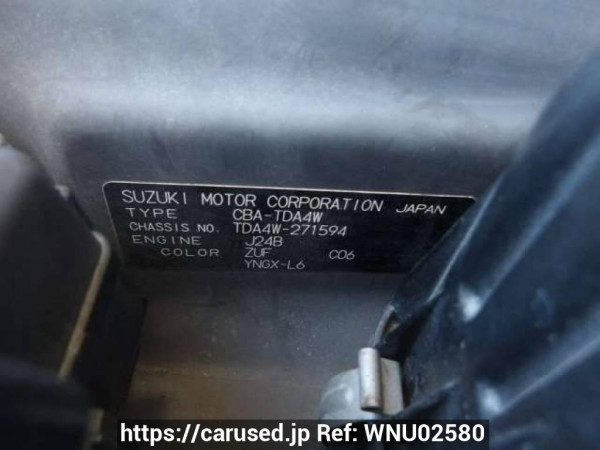 SUZUKI MOTOR CORPORATION JAPAN
TYPE CBA-TDA4W
CHASSIS NO. TDA4W-271594
ENGINE J24B
COLOR ZUF C06
YNGX-L6
https://carused.jp Ref: WNU02580